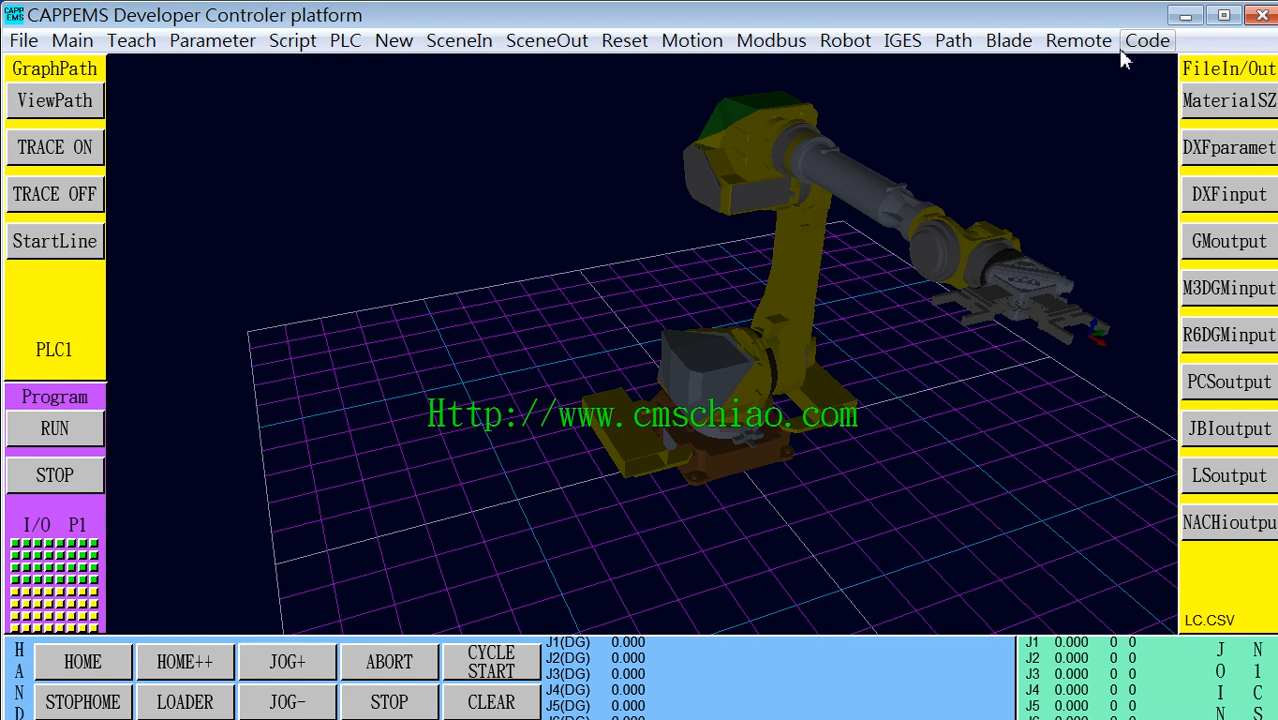 CAPP EMS CAPPEMS Developer Controler platform
File Main Teach Parameter Script PLC New SceneIn SceneOut Reset Motion Modbus Robot IGES Path Blade Remote Code
GraphPath
ViewPath
TRACE ON
TRACE OFF
StartLine
PLC1
Program
RUN
STOP
I/O P1
Http://www.cmschiao.com
FileIn/Out
MaterialSZ
DXFparamet
DXFinput
GMoutput
M3DGMinput
R6DGMinput
PCSoutput
JBIoutput
LSoutput
NACHioutpu
LC.CSV
HAND
HOME HOME++ JOG+ ABORT CYCLE START
STOPHOME LOADER JOG- STOP CLEAR
J1(DG) 0.000
J2(DG) 0.000
J3(DG) 0.000
J4(DG) 0.000
J5(DG) 0.000
J1 0.000 0 0
J2 0.000 0 0
J3 0.000 0 0
J4 0.000 0 0
J5 0.000 0 0
JOIN
N1CS